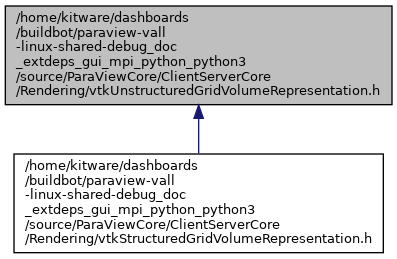 /home/kitware/dashboards
/buildbot/paraview-vall
-linux-shared-debug_doc
_extdeps_gui_mpi_python_python3
/source/ParaViewCore/ClientServerCore
/Rendering/vtkUnstructuredGridVolumeRepresentation.h
/home/kitware/dashboards
/buildbot/paraview-vall
-linux-shared-debug_doc
_extdeps_gui_mpi_python_python3
/source/ParaViewCore/ClientServerCore
/Rendering/vtkStructuredGridVolumeRepresentation.h